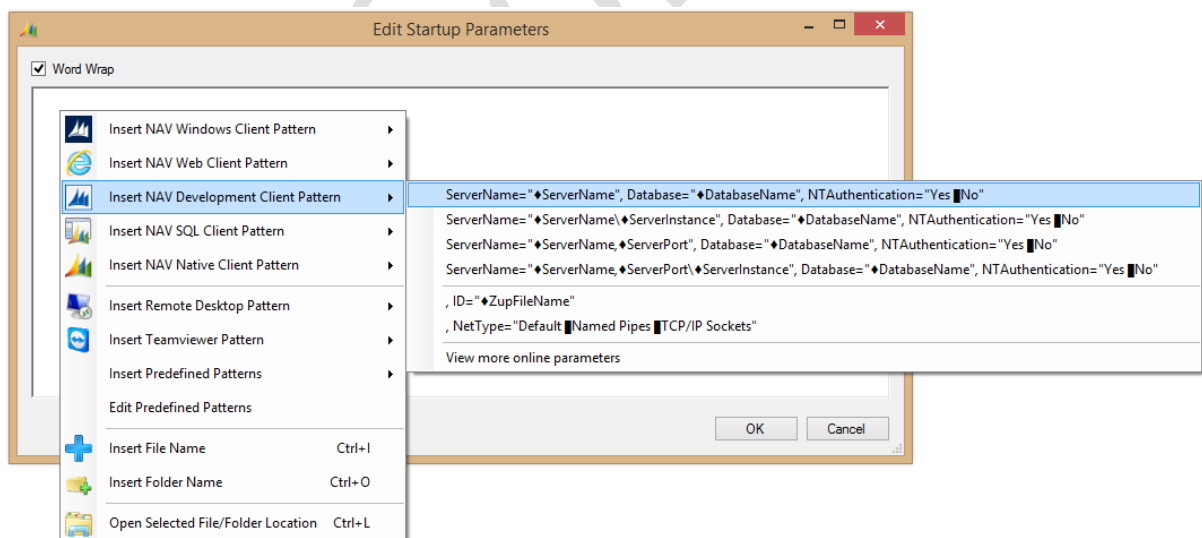 Edit Startup Parameters
Word Wrap
Insert NAV Windows Client Pattern
Insert NAV Web Client Pattern
Insert NAV Development Client Pattern
Insert NAV SQL Client Pattern
Insert NAV Native Client Pattern
Insert Remote Desktop Pattern
Insert Teamviewer Pattern
Insert Predefined Patterns
Edit Predefined Patterns
Insert File Name Ctrl+I
Insert Folder Name Ctrl+O
Open Selected File/Folder Location Ctrl+L
ServerName="♦ServerName", Database="♦DatabaseName", NTAuthentication="Yes █No"
ServerName="♦ServerName\♦ServerInstance", Database="♦DatabaseName", NTAuthentication="Yes █No"
ServerName="♦ServerName,♦ServerPort", Database="♦DatabaseName", NTAuthentication="Yes █No"
ServerName="♦ServerName,♦ServerPort\♦ServerInstance", Database="♦DatabaseName", NTAuthentication="Yes █No"
, ID="♦ZupFileName"
, NetType="Default █Named Pipes █TCP/IP Sockets"
View more online parameters
OK
Cancel